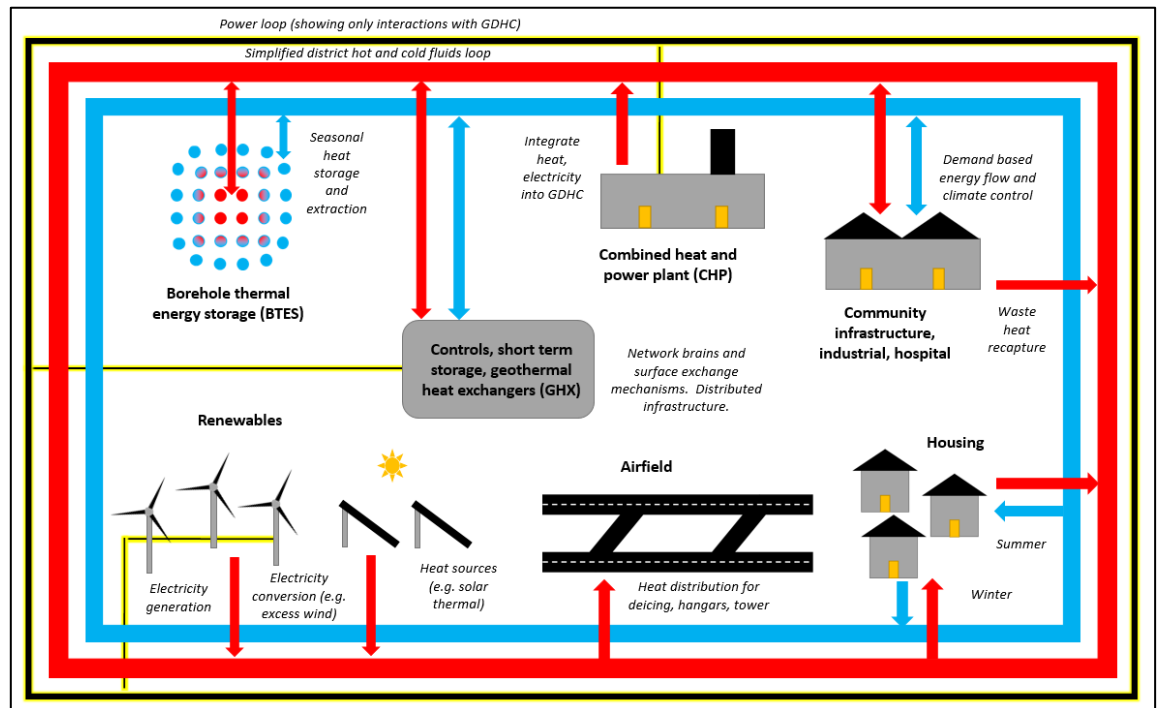 Power loop (showing only interactions with GDHC)
Simplified district hot and cold fluids loop
Seasonal
heat
storage
and
extraction
Borehole thermal
energy storage (BTES)
Integrate
heat,
electricity
into GDHC
Combined heat and
power plant (CHP)
Demand based
energy flow and
climate control
Community
infrastructure,
industrial, hospital
Waste
heat
recapture
Controls, short term
storage, geothermal
heat exchangers (GHX)
Network brains and
surface exchange
mechanisms. Distributed
infrastructure.
Renewables
Electricity
generation
Electricity
conversion (e.g.
excess wind)
Heat sources
(e.g. solar
thermal)
Airfield
Heat distribution for
deicing, hangars, tower
Housing
Summer
Winter